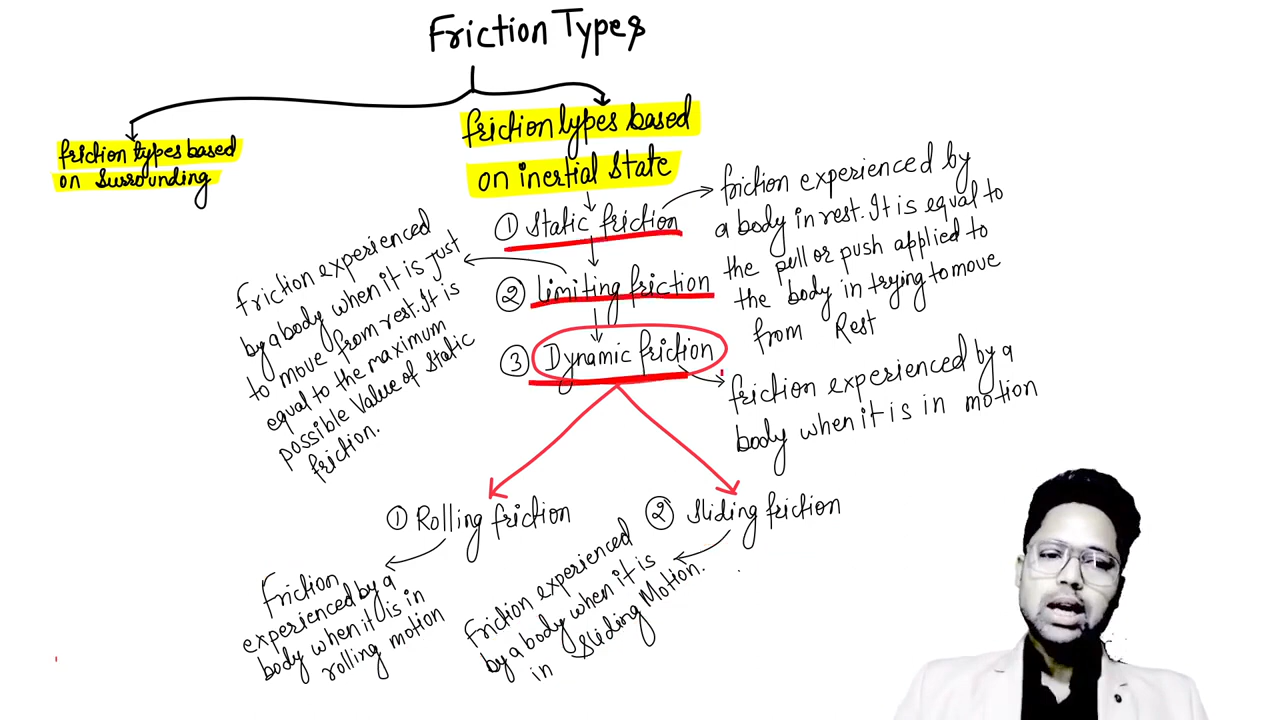 Friction Types
friction types based
on Surrounding
friction types based
on inertial State
① Static friction
friction experienced by
a body in rest. It is equal to
the pull or push applied to
the body in trying to move
from Rest
② Limiting friction
Friction experienced
by a body when it is just
to move from rest. It is
equal to the maximum
possible Value of Static
friction.
③ Dynamic friction
friction experienced by a
body when it is in motion
① Rolling friction
Friction
experienced by a
body when it is in
rolling motion
② Sliding friction
Friction experienced
by a body when it is
in Sliding Motion.